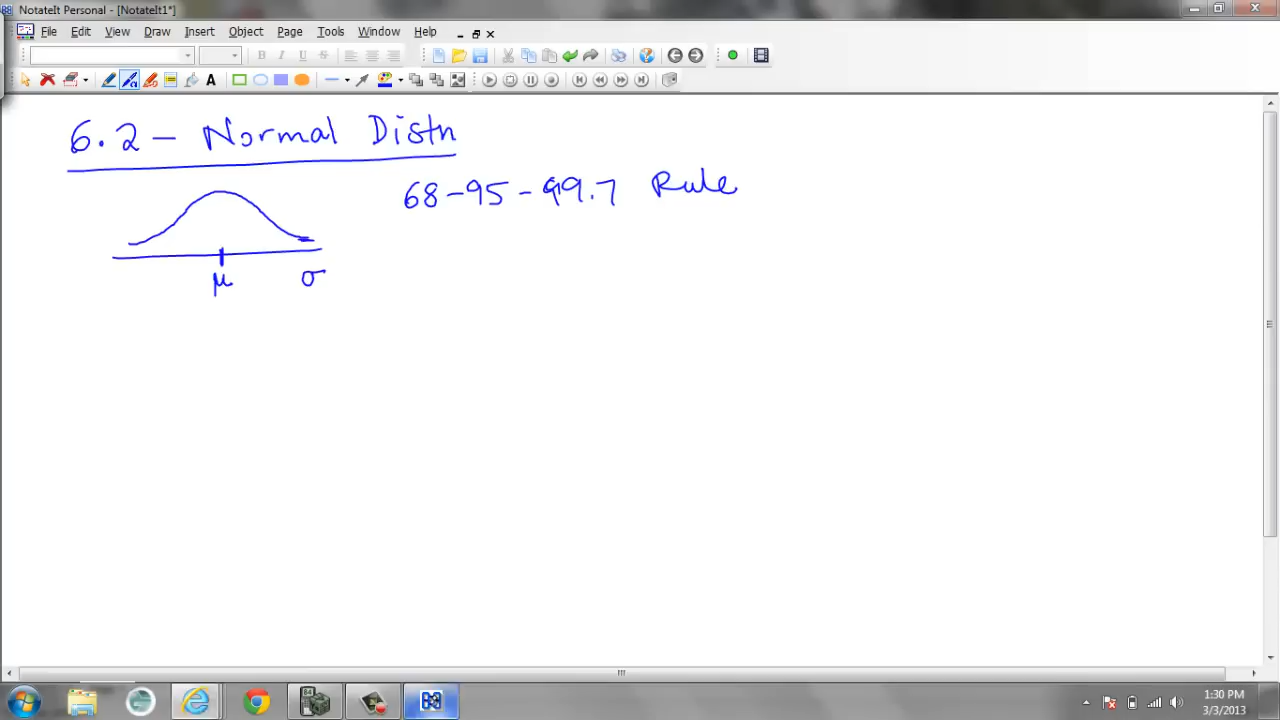 NotateIt Personal - [NotateIt1*]
File Edit View Draw Insert Object Page Tools Window Help
B I U S
A
6.2 - Normal Distn
68-95-99.7 Rule
μ σ
1:30 PM
3/3/2013